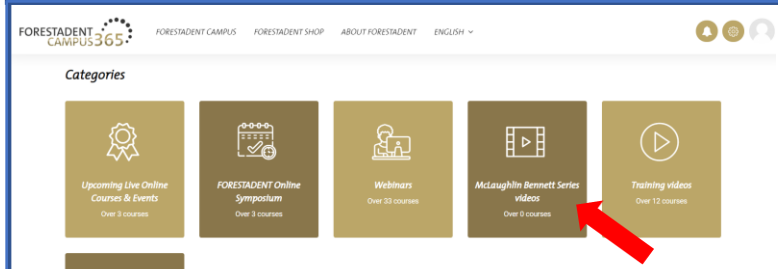 FORESTADENT
CAMPUS365
FORESTADENT CAMPUS FORESTADENT SHOP ABOUT FORESTADENT ENGLISH
Categories
Upcoming Live Online
Courses & Events
Over 3 courses
FORESTADENT Online
Symposium
Over 3 courses
Webinars
Over 33 courses
McLaughlin Bennett Series
videos
Over 0 courses
Training videos
Over 12 courses